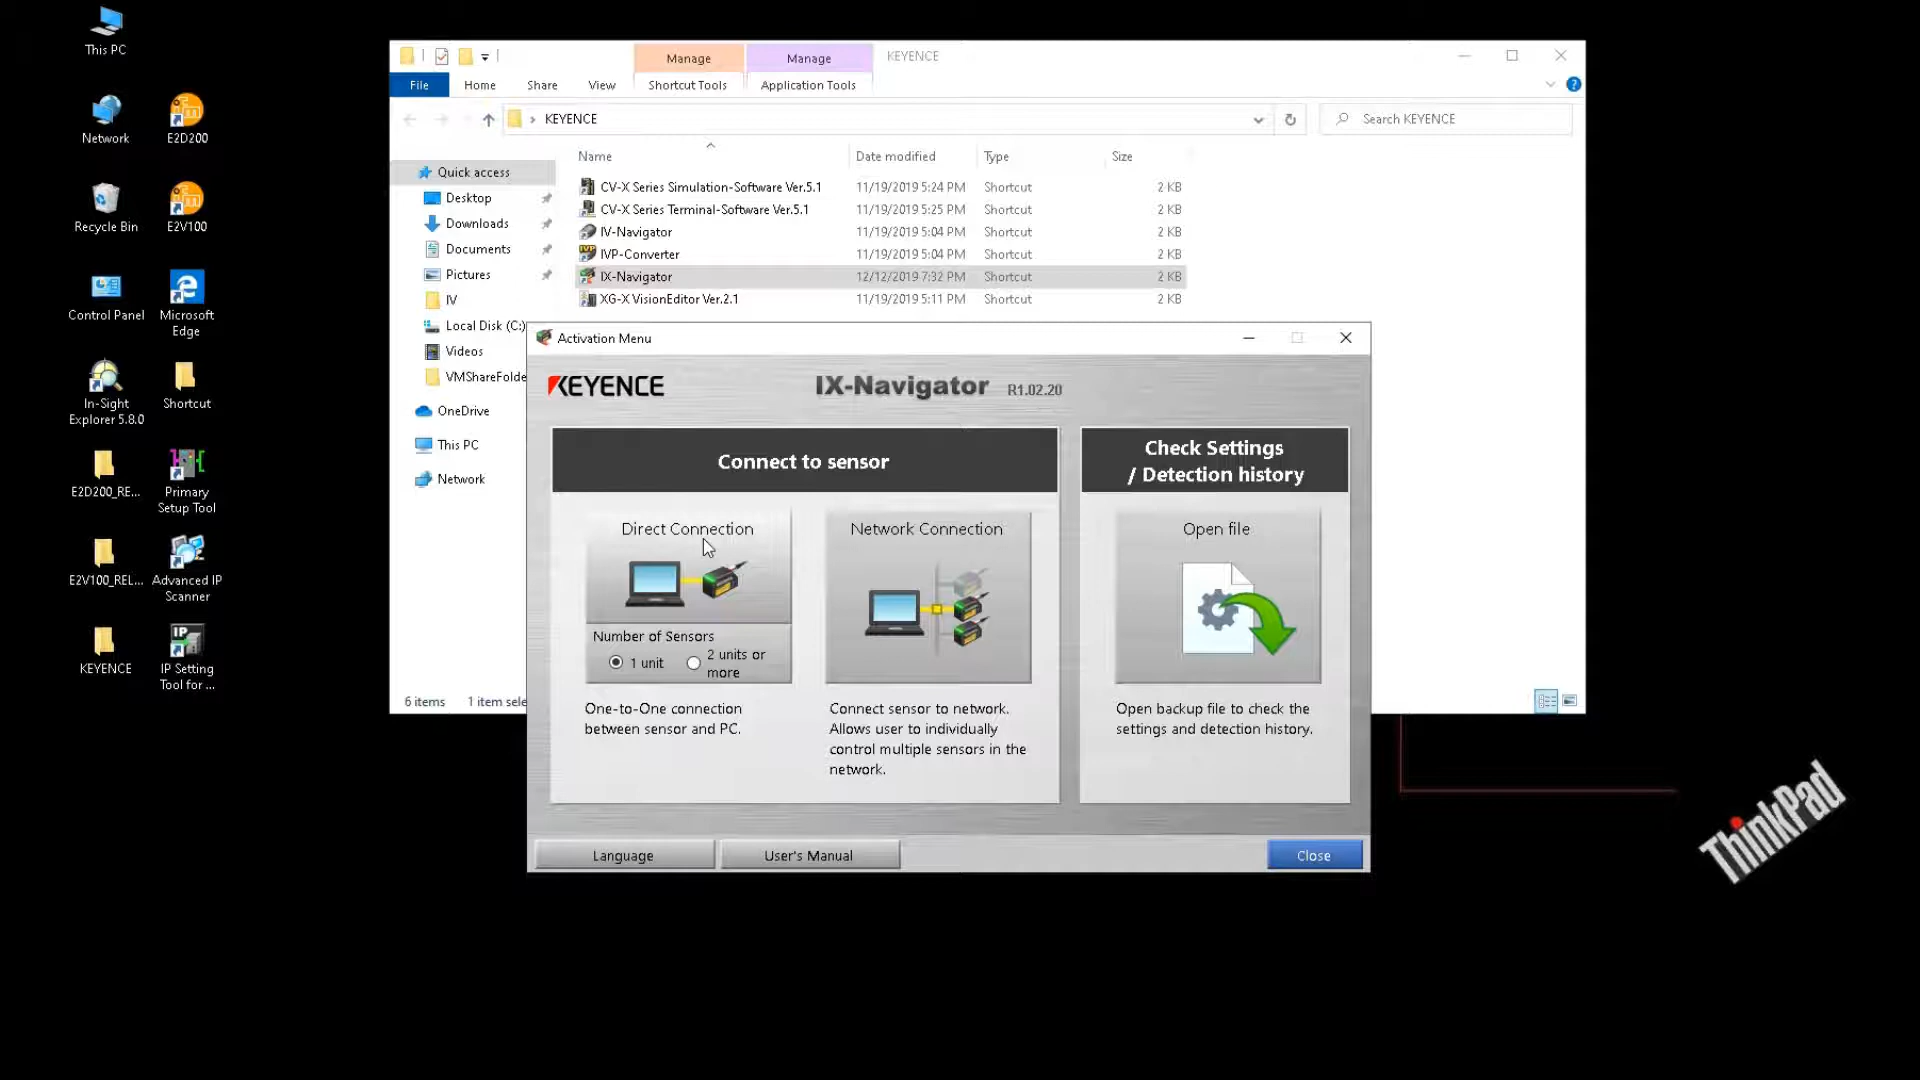 This PC
Network
E2D200
Recycle Bin
E2V100
Control Panel
Microsoft
Edge
In-Sight
Explorer 5.8.0
Shortcut
E2D200_RE...
Primary
Setup Tool
E2V100_REL...
Advanced IP
Scanner
KEYENCE
IP
IP Setting
Tool for ...
Manage
Manage
KEYENCE
File
Home
Share
View
Shortcut Tools
Application Tools
KEYENCE
Search KEYENCE
Name
Date modified
Type
Size
Quick access
Desktop
Downloads
Documents
Pictures
IV
Local Disk (C:)
Videos
VMShareFolde
OneDrive
This PC
Network
CV-X Series Simulation-Software Ver.5.1 11/19/2019 5:24 PM Shortcut 2 KB
CV-X Series Terminal-Software Ver.5.1 11/19/2019 5:25 PM Shortcut 2 KB
IV-Navigator 11/19/2019 5:04 PM Shortcut 2 KB
IVP-Converter 11/19/2019 5:04 PM Shortcut 2 KB
IX-Navigator 12/12/2019 7:32 PM Shortcut 2 KB
XG-X VisionEditor Ver.2.1 11/19/2019 5:11 PM Shortcut 2 KB
6 items 1 item sele
Activation Menu
KEYENCE
IX-Navigator R1.02.20
Connect to sensor
Direct Connection
Number of Sensors
1 unit
2 units or
more
One-to-One connection
between sensor and PC.
Network Connection
Connect sensor to network.
Allows user to individually
control multiple sensors in the
network.
Check Settings
/ Detection history
Open file
Open backup file to check the
settings and detection history.
Language
User's Manual
Close
ThinkPad